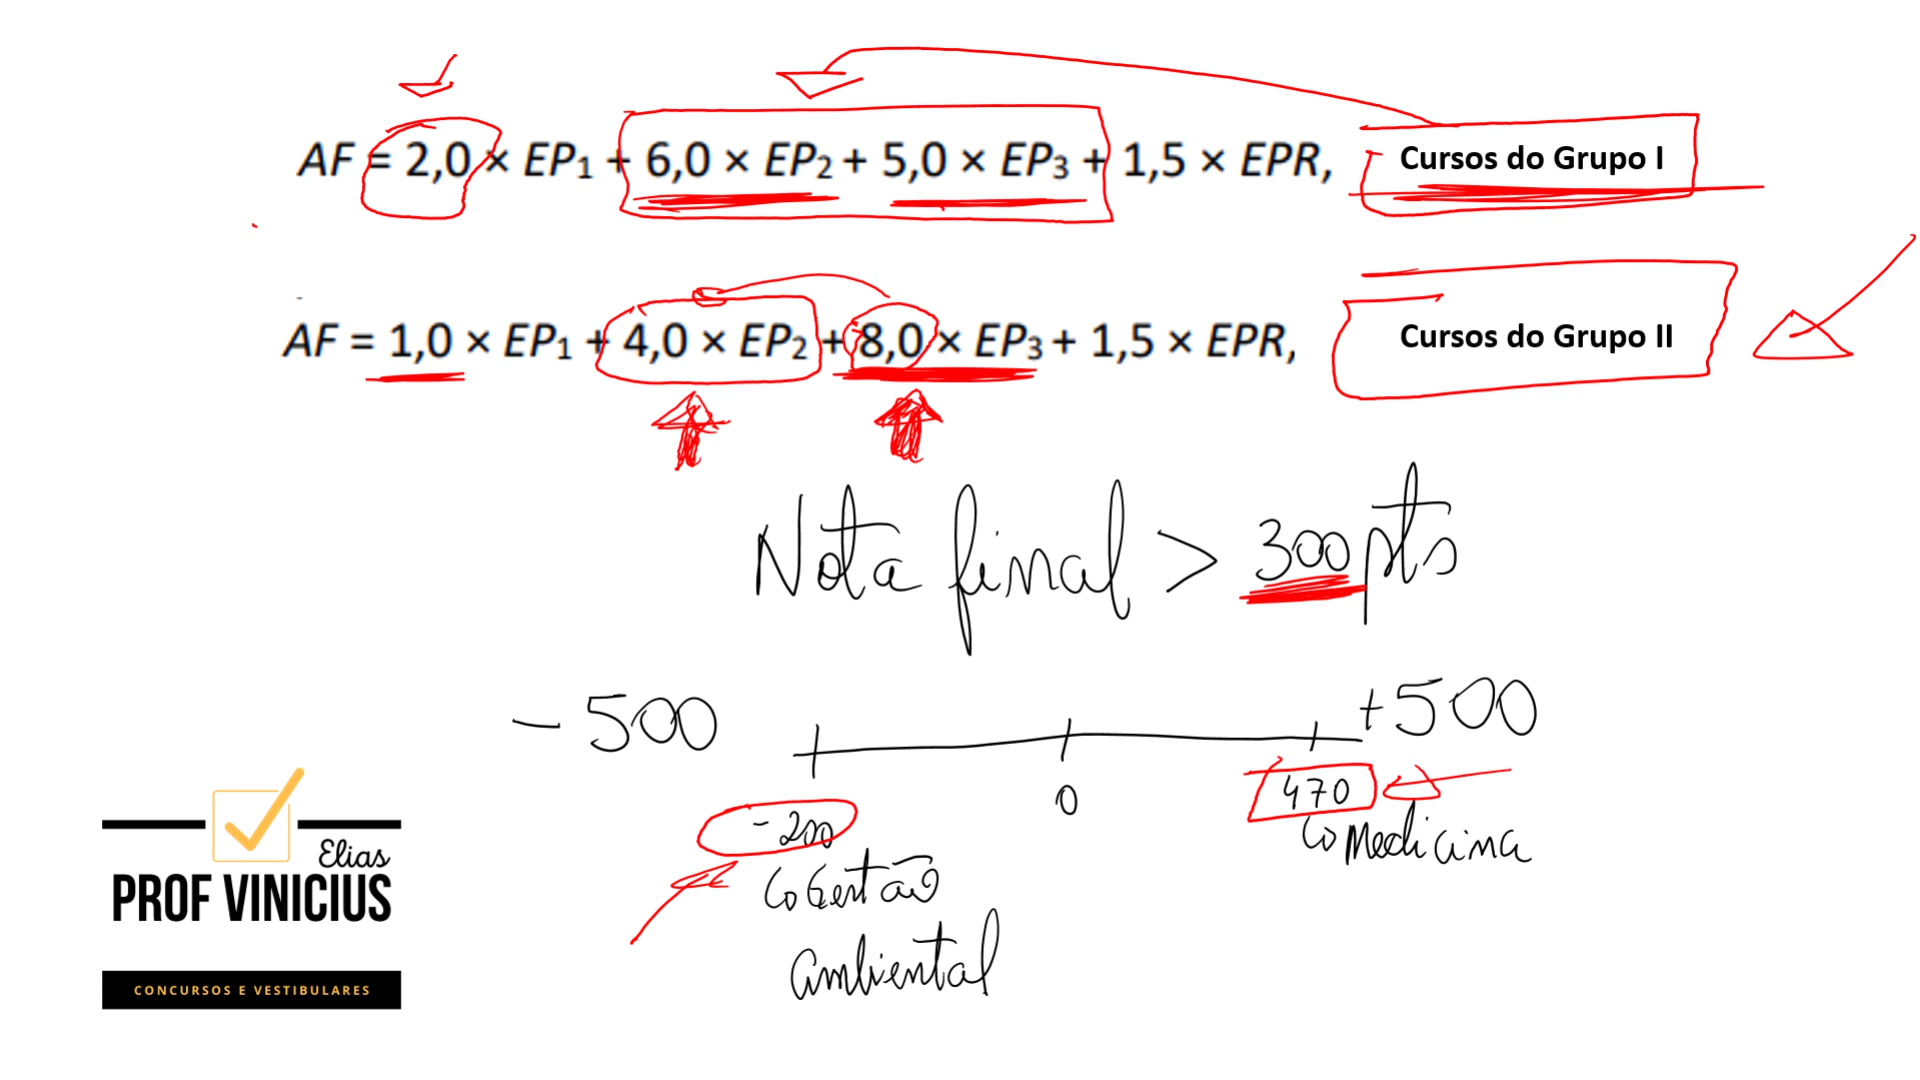 AF = 2,0 × EP1 + 6,0 × EP2 + 5,0 × EP3 + 1,5 × EPR, Cursos do Grupo I
AF = 1,0 × EP1 + 4,0 × EP2 + 8,0 × EP3 + 1,5 × EPR, Cursos do Grupo II
Nota final > 300 pts
- 500 +500
-200 0 470
Gestão Medicina
ambiental
Elias
PROF VINICIUS
CONCURSOS E VESTIBULARES